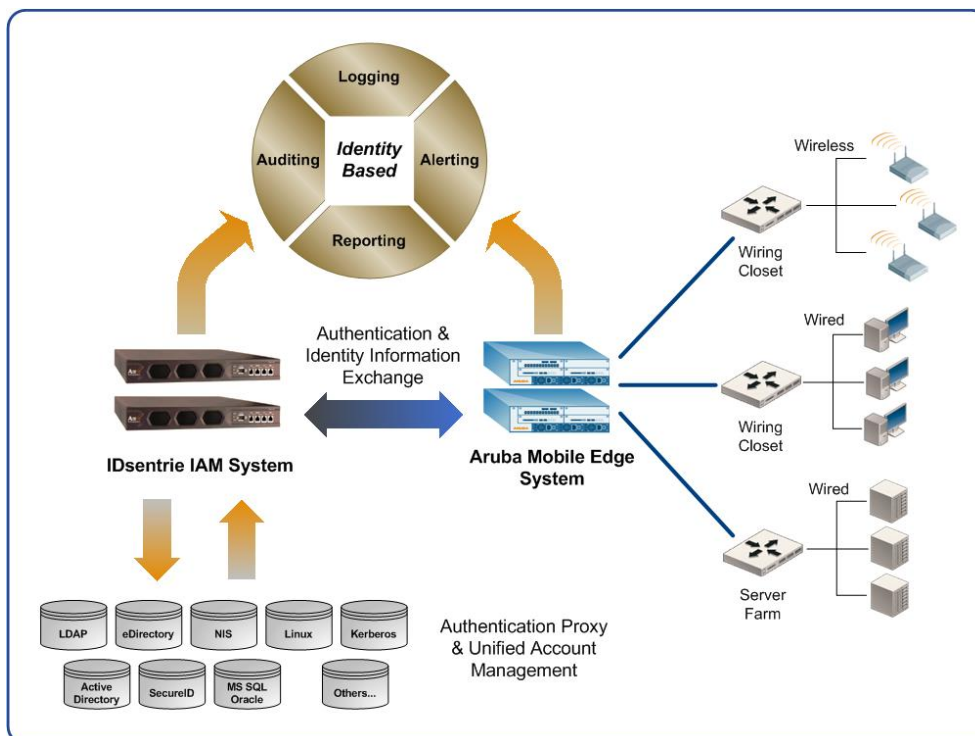 Logging
Auditing
Identity
Based
Alerting
Reporting
Authentication &
Identity Information
Exchange
IDsentrie IAM System
Aruba Mobile Edge
System
Wireless
Wiring
Closet
Wired
Wiring
Closet
Wired
Server
Farm
LDAP
eDirectory
NIS
Linux
Kerberos
Active
Directory
SecureID
MS SQL
Oracle
Others...
Authentication Proxy
& Unified Account
Management